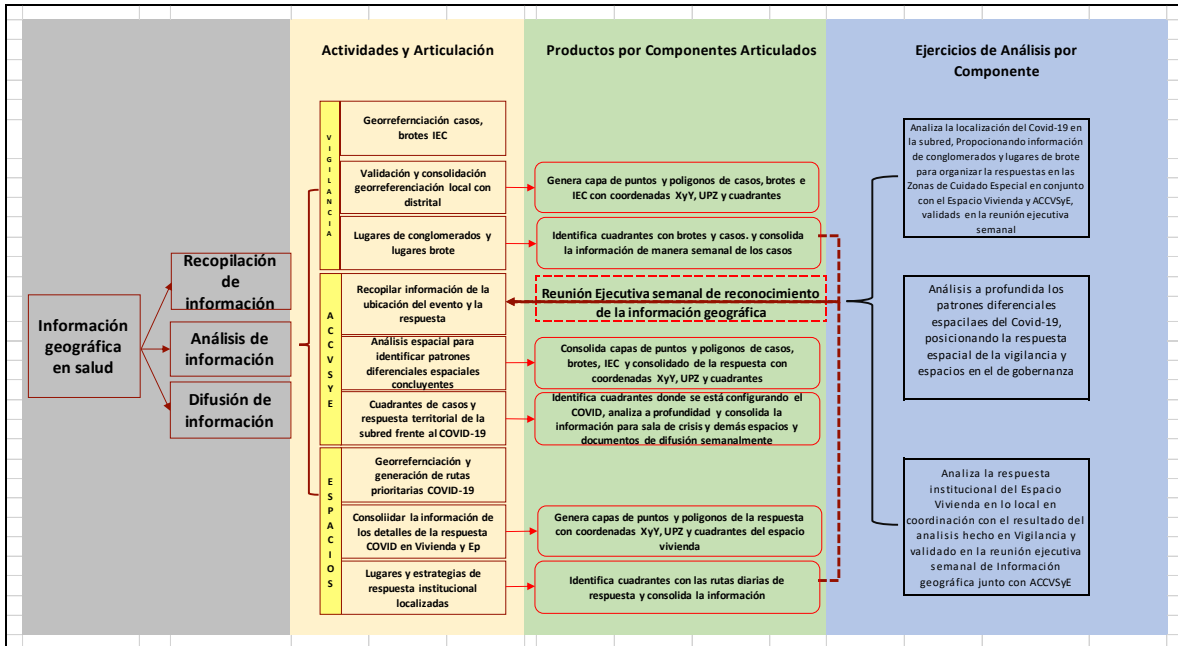 Actividades y Articulación
Productos por Componentes Articulados
Ejercicios de Análisis por
Componente
Información
geográfica
en salud
Recopilación
de
información
Análisis de
información
Difusión de
información
VIGILANCIA
Georrefernciación casos,
brotes IEC
Validación y consolidación
georreferenciación local con
distrital
Lugares de conglomerados y
lugares brote
ACCVSYE
Recopilar información de la
ubicación del evento y la
respuesta
Análisis espacial para
identificar patrones
diferenciales espaciales
concluyentes
Cuadrantes de casos y
respuesta territorial de la
subred frente al COVID-19
ESPACIOS
Georrefernciación y
generación de rutas
prioritarias COVID-19
Consoliidar la información de
los detalles de la respuesta
COVID en Vivienda y Ep
Lugares y estrategias de
respuesta institucional
localizadas
Genera capa de puntos y poligonos de casos, brotes e
IEC con coordenadas XyY, UPZ y cuadrantes
Identifica cuadrantes con brotes y casos. y consolida
la información de manera semanal de los casos
Reunión Ejecutiva semanal de reconocimiento
de la información geográfica
Consolida capas de puntos y poligonos de casos,
brotes, IEC y consolidado de la respuesta con
coordenadas XyY, UPZ y cuadrantes
Identifica cuadrantes donde se está configurando el
COVID, analiza a profundidad y consolida la
información para sala de crisis y demás espacios y
documentos de difusión semanalmente
Genera capas de puntos y poligonos de la respuesta
con coordenadas XyY, UPZ y cuadrantes del espacio
vivienda
Identifica cuadrantes con las rutas diarias de
respuesta y consolida la información
Analiza la localización del Covid-19 en
la subred, Propocionando información
de conglomerados y lugares de brote
para organizar la respuestas en las
Zonas de Cuidado Especial en conjunto
con el Espacio Vivienda y ACCVSyE,
validads en la reunión ejecutiva
semanal
Análisis a profundida los
patrones diferenciales
espacilaes del Covid-19,
posicionando la respuesta
espacial de la vigilancia y
espacios en el de gobernanza
Analiza la respuesta
institucional del Espacio
Vivienda en lo local en
coordinación con el resultado del
analisis hecho en Vigilancia y
validado en la reunión ejecutiva
semanal de Información
geográfica junto con ACCVSyE